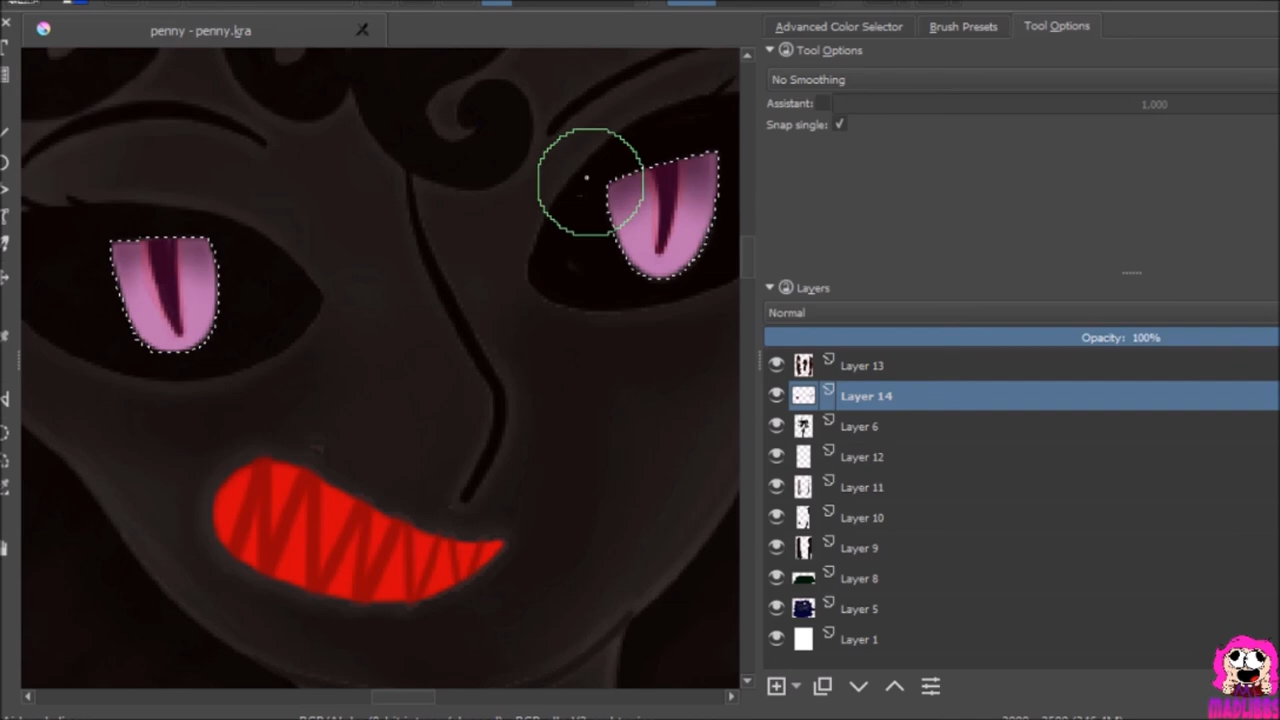 penny - penny.kra
Advanced Color Selector
Brush Presets
Tool Options
Tool Options
No Smoothing
Assistant:
1,000
Snap single:
Layers
Normal
Opacity: 100%
Layer 13
Layer 14
Layer 6
Layer 12
Layer 11
Layer 10
Layer 9
Layer 8
Layer 5
Layer 1
MADLIBBS